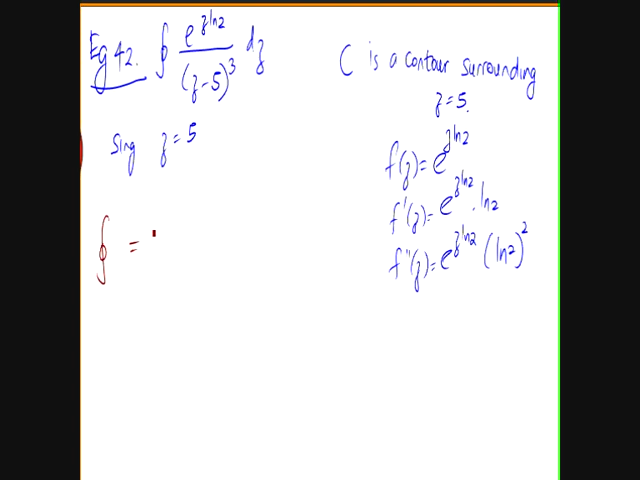 Eg 42. ∮ e^{z ln2} / (z-5)^3 dz
C is a contour surrounding
z = 5.
Sing z = 5
f(z) = e^{z ln2}
f'(z) = e^{z ln2} . ln2
f''(z) = e^{z ln2} (ln2)^2
∮ =